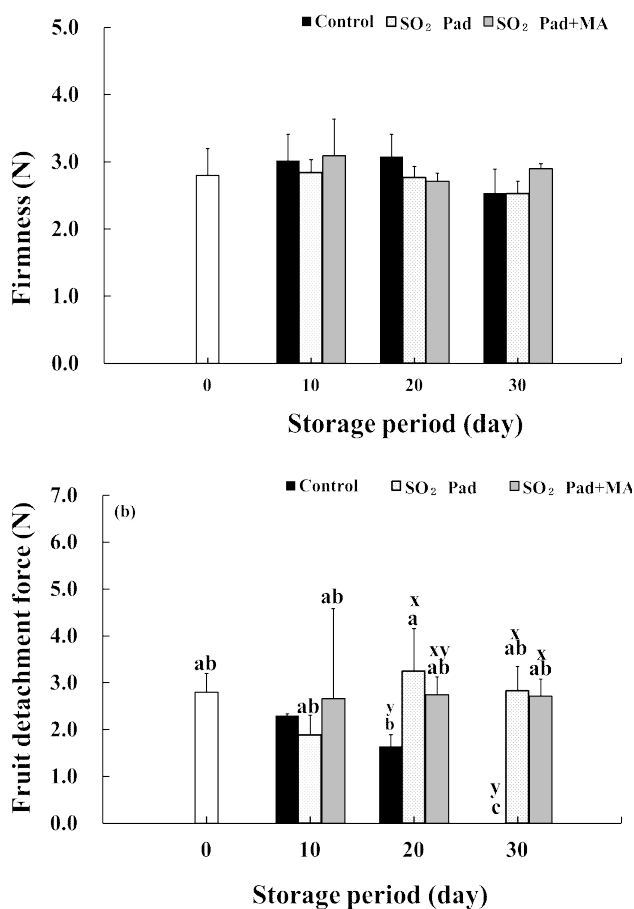 Control SO₂ Pad SO₂ Pad+MA
5.0
4.0
3.0
2.0
1.0
0.0
Firmness (N)
0 10 20 30
Storage period (day)
Control SO₂ Pad SO₂ Pad+MA
(b)
7.0
6.0
5.0
4.0
3.0
2.0
1.0
0.0
Fruit detachment force (N)
ab
ab
ab
y
b
x
a
xy
ab
y
c
x
ab
x
ab
0 10 20 30
Storage period (day)